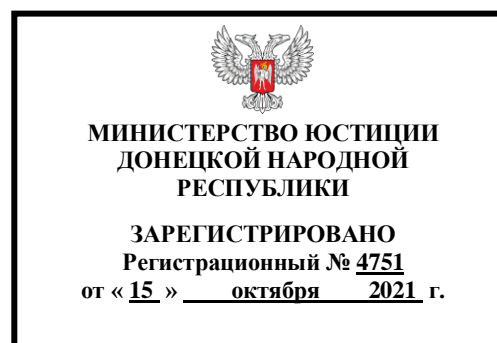 МИНИСТЕРСТВО ЮСТИЦИИ
ДОНЕЦКОЙ НАРОДНОЙ
РЕСПУБЛИКИ
ЗАРЕГИСТРИРОВАНО
Регистрационный № 4751
от « 15 » октября 2021 г.